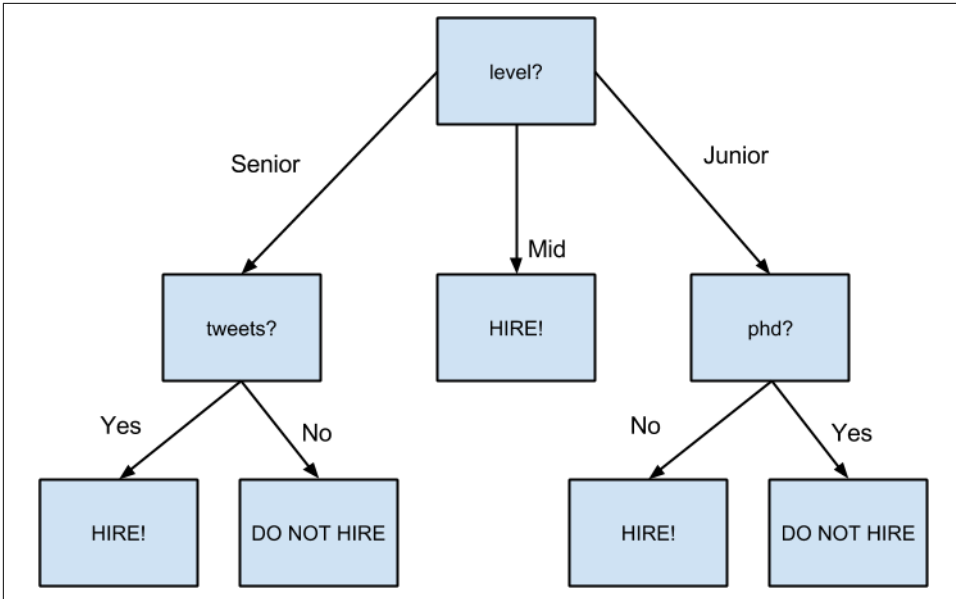 level?
Senior
Junior
Mid
tweets?
HIRE!
phd?
Yes
No
No
Yes
HIRE!
DO NOT HIRE
HIRE!
DO NOT HIRE